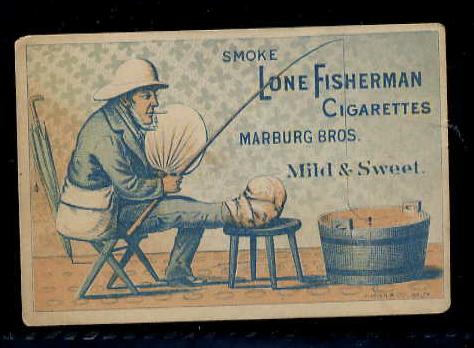 SMOKE
LONE FISHERMAN
CIGARETTES
MARBURG BROS.
Mild & Sweet.